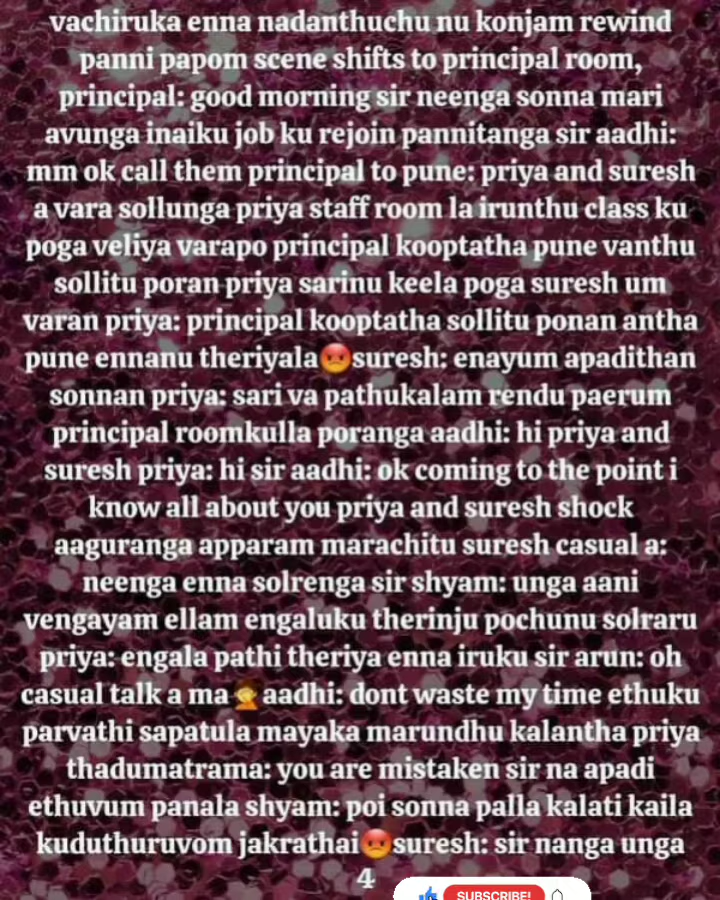 vachiruka enna nadanthuchu nu konjam rewind
panni papom scene shifts to principal room,
principal: good morning sir neenga sonna mari
avunga inaiku job ku rejoin pannitanga sir aadhi:
mm ok call them principal to pune: priya and suresh
a vara sollunga priya staff room la irunthu class ku
poga veliya varapo principal kooptatha pune vanthu
sollitu poran priya sarinu keela poga suresh um
varan priya: principal kooptatha sollitu ponan antha
pune ennanu theriyala😡suresh: enayum apadithan
sonnan priya: sari va pathukalam rendu paerum
principal roomkulla poranga aadhi: hi priya and
suresh priya: hi sir aadhi: ok coming to the point i
know all about you priya and suresh shock
aaguranga apparam marachitu suresh casual a:
neenga enna solrenga sir shyam: unga aani
vengayam ellam engaluku therinju pochunu solraru
priya: engala pathi theriya enna iruku sir arun: oh
casual talk a ma🤦aadhi: dont waste my time ethuku
parvathi sapatula mayaka marundhu kalantha priya
thadumatrama: you are mistaken sir na apadi
ethuvum panala shyam: poi sonna palla kalati kaila
kuduthuruvom jakrathai😡suresh: sir nanga unga
4
SUBSCRIBE!